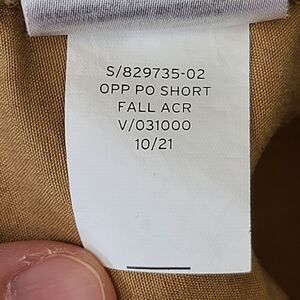 S/829735-02
OPP PO SHORT
FALL ACR
V/031000
10/21